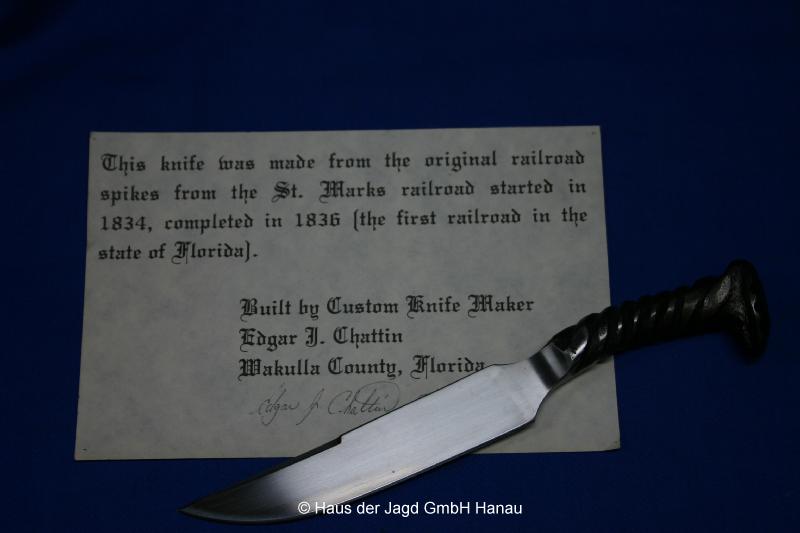 This knife was made from the original railroad
spikes from the St. Marks railroad started in
1834, completed in 1836 (the first railroad in the
state of Florida).
Built by Custom Knife Maker
Edgar J. Chattin
Wakulla County, Florida
Edgar J. Chattin
© Haus der Jagd GmbH Hanau